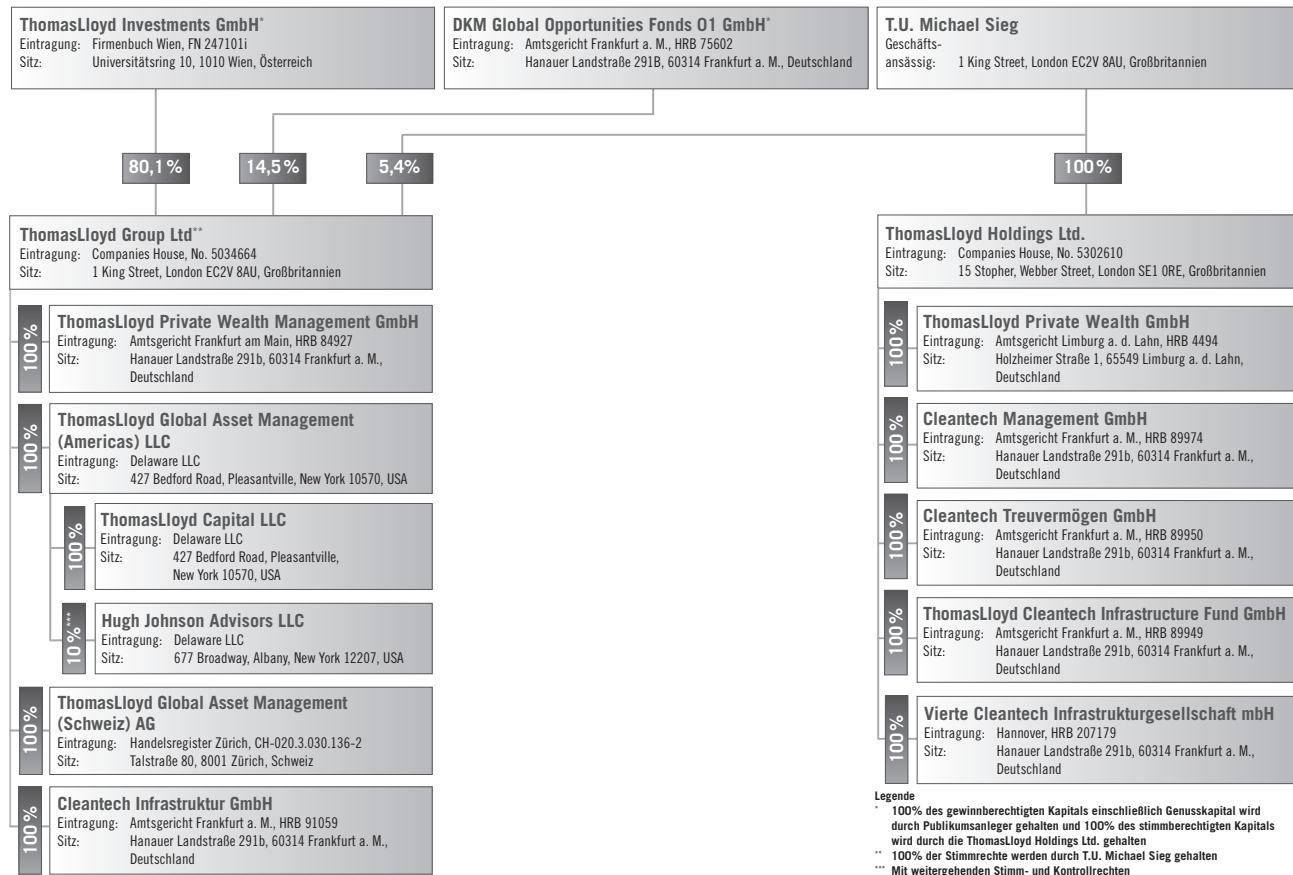 ThomasLloyd Investments GmbH*
Eintragung: Firmenbuch Wien, FN 247101i
Sitz: Universitätsring 10, 1010 Wien, Österreich
DKM Global Opportunities Fonds 01 GmbH*
Eintragung: Amtsgericht Frankfurt a. M., HRB 75602
Sitz: Hanauer Landstraße 291B, 60314 Frankfurt a. M., Deutschland
T.U. Michael Sieg
Geschäfts-
ansässig: 1 King Street, London EC2V 8AU, Großbritannien
80,1%
14,5%
5,4%
100%
ThomasLloyd Group Ltd**
Eintragung: Companies House, No. 5034664
Sitz: 1 King Street, London EC2V 8AU, Großbritannien
100%
ThomasLloyd Private Wealth Management GmbH
Eintragung: Amtsgericht Frankfurt am Main, HRB 84927
Sitz: Hanauer Landstraße 291b, 60314 Frankfurt a. M.,
Deutschland
100%
ThomasLloyd Global Asset Management
(Americas) LLC
Eintragung: Delaware LLC
Sitz: 427 Bedford Road, Pleasantville, New York 10570, USA
100%
ThomasLloyd Capital LLC
Eintragung: Delaware LLC
Sitz: 427 Bedford Road, Pleasantville,
New York 10570, USA
10%***
Hugh Johnson Advisors LLC
Eintragung: Delaware LLC
Sitz: 677 Broadway, Albany, New York 12207, USA
100%
ThomasLloyd Global Asset Management
(Schweiz) AG
Eintragung: Handelsregister Zürich, CH-020.3.030.136-2
Sitz: Talstraße 80, 8001 Zürich, Schweiz
100%
Cleantech Infrastruktur GmbH
Eintragung: Amtsgericht Frankfurt a. M., HRB 91059
Sitz: Hanauer Landstraße 291b, 60314 Frankfurt a. M.,
Deutschland
ThomasLloyd Holdings Ltd.
Eintragung: Companies House, No. 5302610
Sitz: 15 Stopher, Webber Street, London SE1 0RE, Großbritannien
100%
ThomasLloyd Private Wealth GmbH
Eintragung: Amtsgericht Limburg a. d. Lahn, HRB 4494
Sitz: Holzheimer Straße 1, 65549 Limburg a. d. Lahn,
Deutschland
100%
Cleantech Management GmbH
Eintragung: Amtsgericht Frankfurt a. M., HRB 89974
Sitz: Hanauer Landstraße 291b, 60314 Frankfurt a. M.,
Deutschland
100%
Cleantech Treuvermögen GmbH
Eintragung: Amtsgericht Frankfurt a. M., HRB 89950
Sitz: Hanauer Landstraße 291b, 60314 Frankfurt a. M.,
Deutschland
100%
ThomasLloyd Cleantech Infrastructure Fund GmbH
Eintragung: Amtsgericht Frankfurt a. M., HRB 89949
Sitz: Hanauer Landstraße 291b, 60314 Frankfurt a. M.,
Deutschland
100%
Vierte Cleantech Infrastrukturgesellschaft mbH
Eintragung: Hannover, HRB 207179
Sitz: Hanauer Landstraße 291b, 60314 Frankfurt a. M.,
Deutschland
Legende
* 100% des gewinnberechtigten Kapitals einschließlich Genusskapital wird
durch Publikumsanleger gehalten und 100% des stimmberechtigten Kapitals
wird durch die ThomasLloyd Holdings Ltd. gehalten
** 100% der Stimmrechte werden durch T.U. Michael Sieg gehalten
*** Mit weitergehenden Stimm- und Kontrollrechten